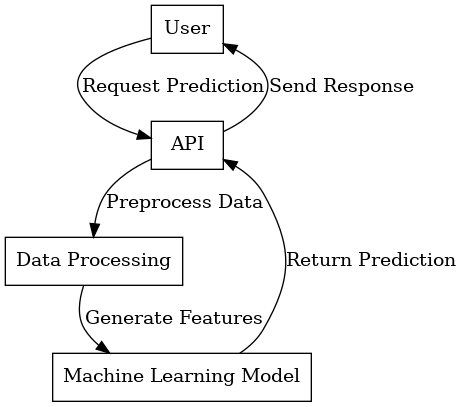 User
Request Prediction
Send Response
API
Preprocess Data
Data Processing
Return Prediction
Generate Features
Machine Learning Model